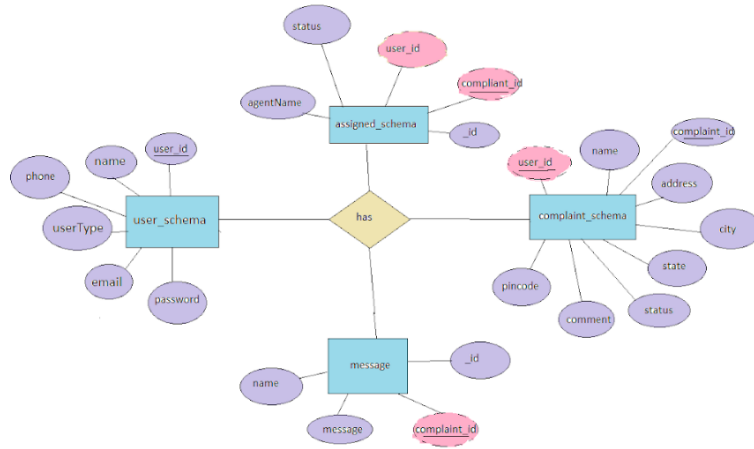 status
user_id
compliant_id
agentName
assigned_schema
_id
complaint_id
name
user_id
address
name
user_id
phone
userType
user_schema
has
complaint_schema
city
email
password
pincode
comment
status
state
message
_id
name
message
complaint_id